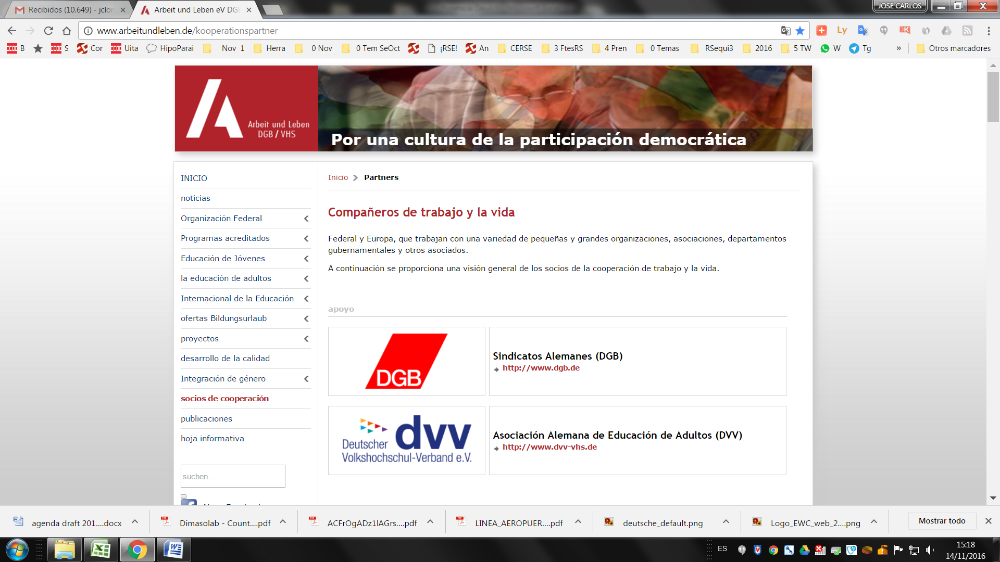 Recibidos (10.649) - jclore
Arbeit und Leben eV DGB
JOSE CARLOS
www.arbeitundleben.de/kooperationspartner
B
S
Cor
Uita
HipoParai
Nov 1
Herra
0 Nov
0 Tem SeOct
¡RSE!
An
CERSE
3 FtesRS
4 Pren
0 Temas
RSequi3
2016
5 TW
W
Tg
»
Otros marcadores
Arbeit und Leben
DGB / VHS
Por una cultura de la participación democrática
INICIO
noticias
Organización Federal
Programas acreditados
Educación de Jóvenes
la educación de adultos
Internacional de la Educación
ofertas Bildungsurlaub
proyectos
desarrollo de la calidad
Integración de género
socios de cooperación
publicaciones
hoja informativa
suchen...
Inicio Partners
Compañeros de trabajo y la vida
Federal y Europa, que trabajan con una variedad de pequeñas y grandes organizaciones, asociaciones, departamentos
gubernamentales y otros asociados.
A continuación se proporciona una visión general de los socios de la cooperación de trabajo y la vida.
apoyo
DGB
Sindicatos Alemanes (DGB)
http://www.dgb.de
dvv
Deutscher
Volkshochschul-Verband e.V.
Asociación Alemana de Educación de Adultos (DVV)
http://www.dvv-vhs.de
agenda draft 201....docx
Dimasolab - Count....pdf
ACFrOgADz1lAGrs....pdf
LINEA_AEROPUER....pdf
deutsche_default.png
Logo_EWC_web_2....png
Mostrar todo
ES
15:18
14/11/2016